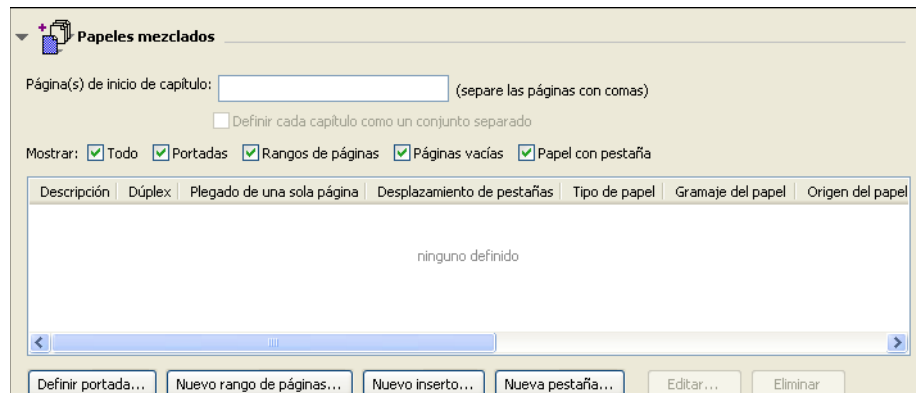 Papeles mezclados
Página(s) de inicio de capítulo: (separe las páginas con comas)
Definir cada capítulo como un conjunto separado
Mostrar: Todo Portadas Rangos de páginas Páginas vacías Papel con pestaña
Descripción Dúplex Plegado de una sola página Desplazamiento de pestañas Tipo de papel Gramaje del papel Origen del papel
ninguno definido
Definir portada... Nuevo rango de páginas... Nuevo inserto... Nueva pestaña... Editar... Eliminar